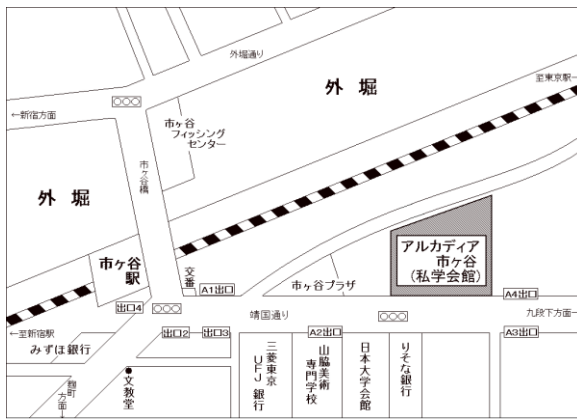 外堀通り
外 堀
至東京駅→
○○○
←新宿方面
市ヶ谷
フィッシング
センター
市ヶ谷橋
外 堀
アルカディア
市ヶ谷
(私学会館)
市ヶ谷
駅
交番
A1出口
市ヶ谷プラザ
A4出口
出口4
○○○
靖国通り
○○○
九段下方面→
←至新宿駅
出口2
出口3
A2出口
A3出口
みずほ銀行
麹町
方面→
文教堂
三菱東京
UFJ銀行
山脇美術
専門学校
日本大学会館
りそな銀行